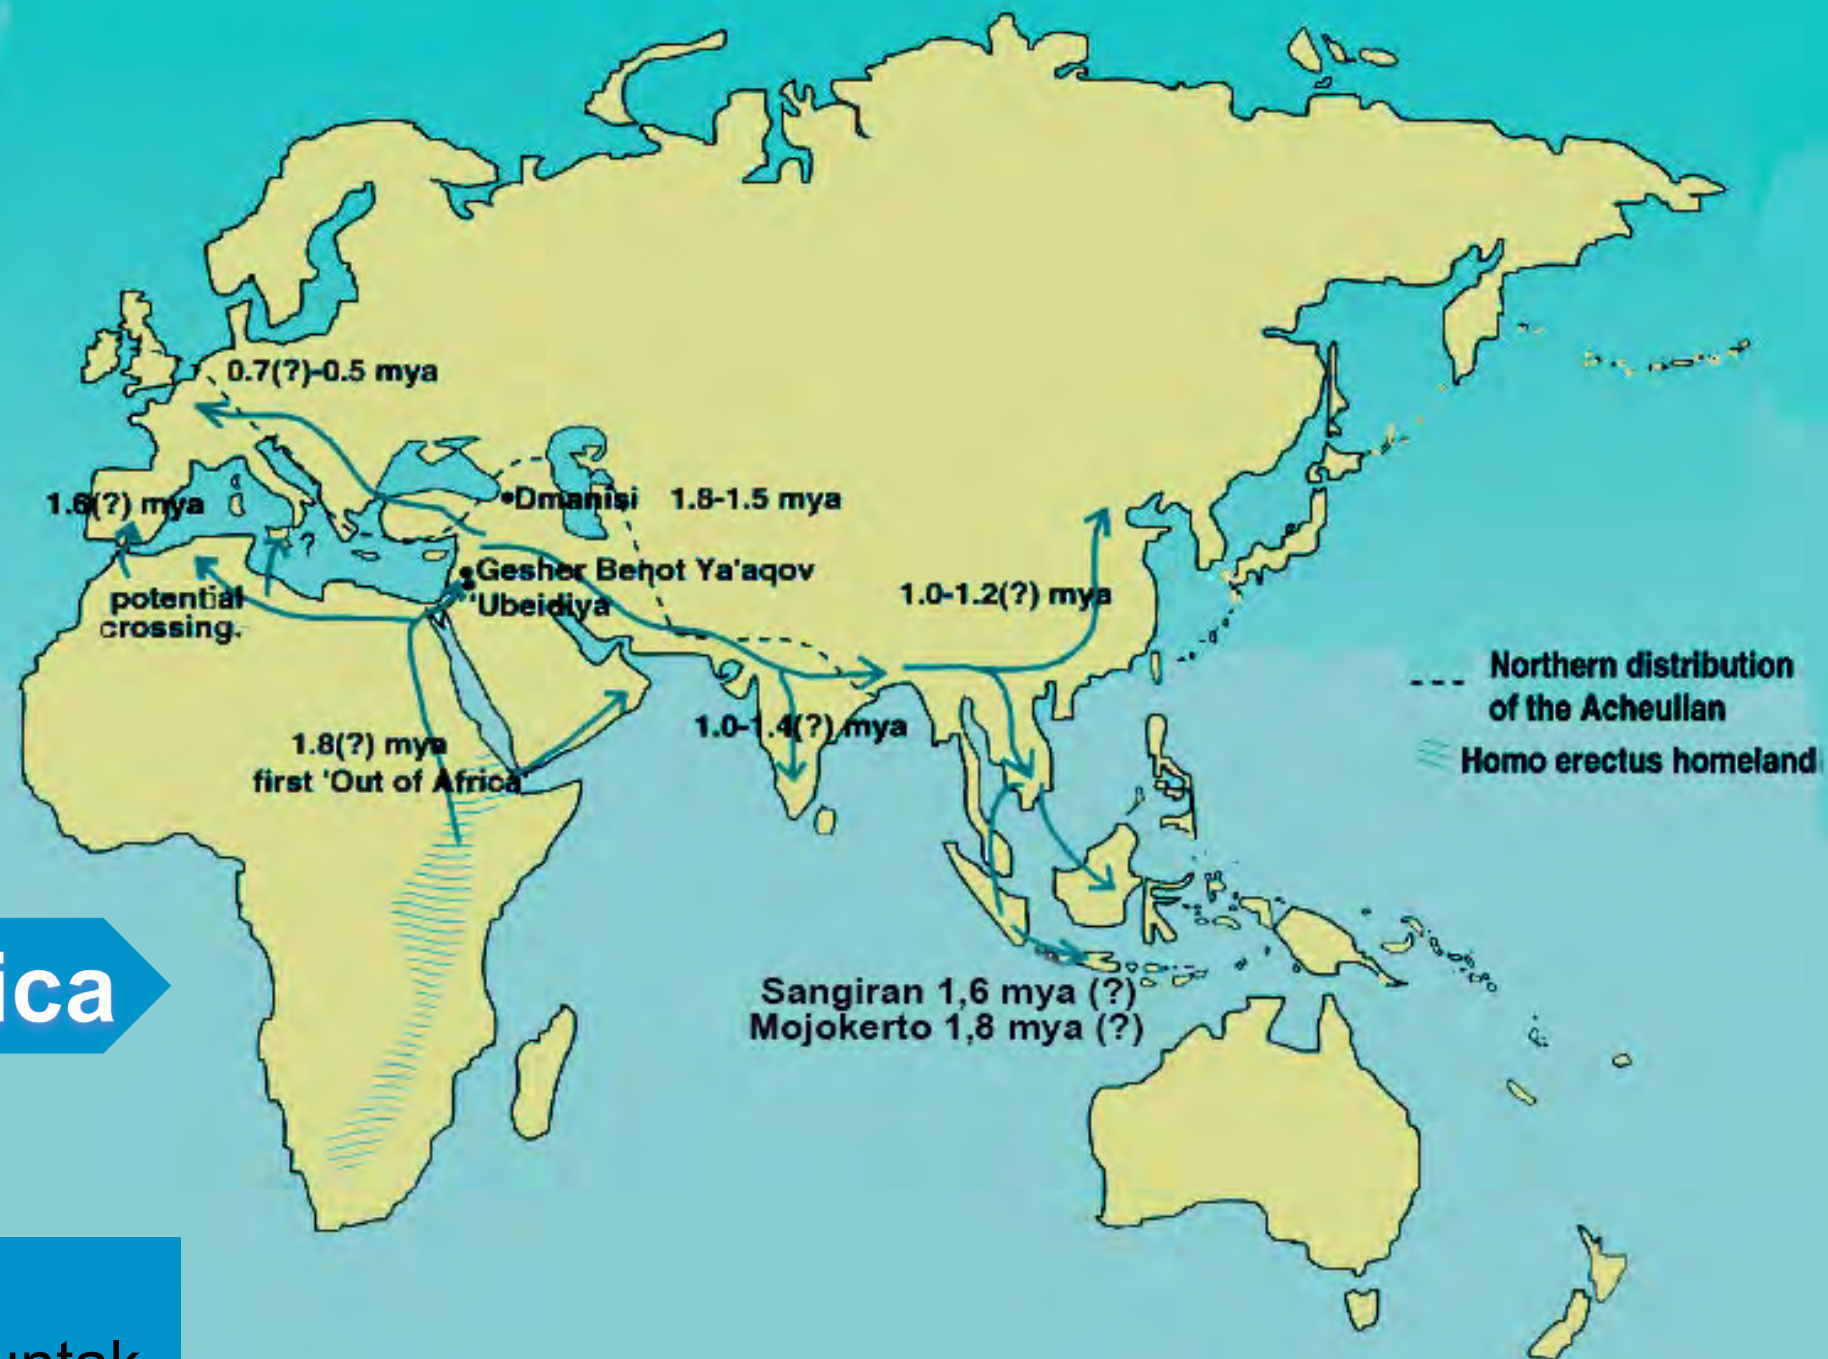 0.7(?)-0.5 mya
1.6(?) mya
Dmanisi 1.8-1.5 mya
?
Gesher Benot Ya'aqov
'Ubeidiya
potential
crossing.
1.0-1.2(?) mya
Northern distribution
of the Acheulian
Homo erectus homeland
1.0-1.4(?) mya
1.8(?) mya
first 'Out of Africa'
ica
Sangiran 1,6 mya (?)
Mojokerto 1,8 mya (?)
untak